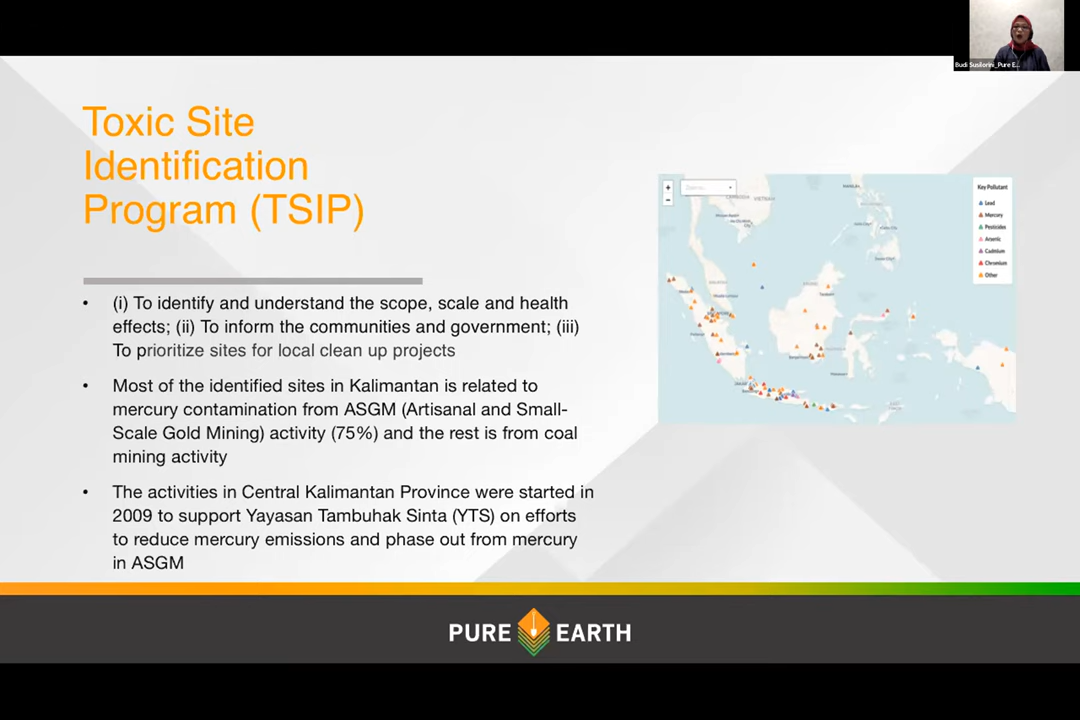 Budi Susilorini_Pure E...
Toxic Site
Identification
Program (TSIP)
• (i) To identify and understand the scope, scale and health
effects; (ii) To inform the communities and government; (iii)
To prioritize sites for local clean up projects
• Most of the identified sites in Kalimantan is related to
mercury contamination from ASGM (Artisanal and Small-
Scale Gold Mining) activity (75%) and the rest is from coal
mining activity
• The activities in Central Kalimantan Province were started in
2009 to support Yayasan Tambuhak Sinta (YTS) on efforts
to reduce mercury emissions and phase out from mercury
in ASGM
CAMBODIA
VIETNAM
MANILA
Key Pollutant
Lead
Mercury
Pesticides
Arsenic
Cadmium
Chromium
Other
PURE EARTH